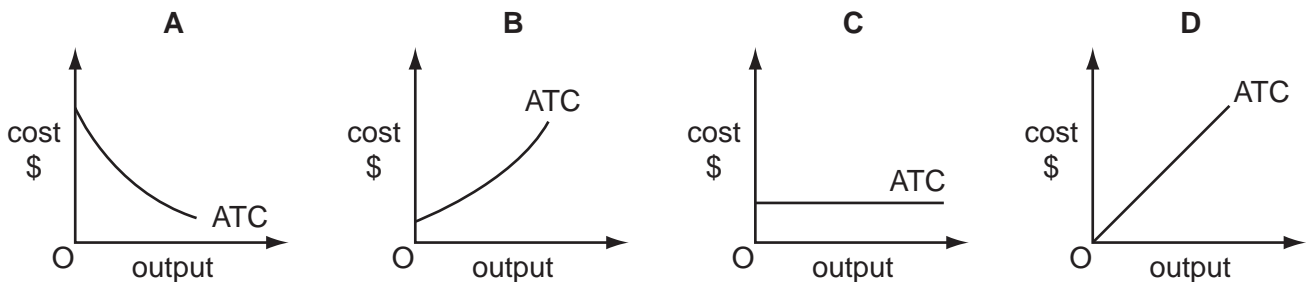 A
cost
$
ATC
O
output
B
cost
$
ATC
O
output
C
cost
$
ATC
O
output
D
cost
$
ATC
O
output